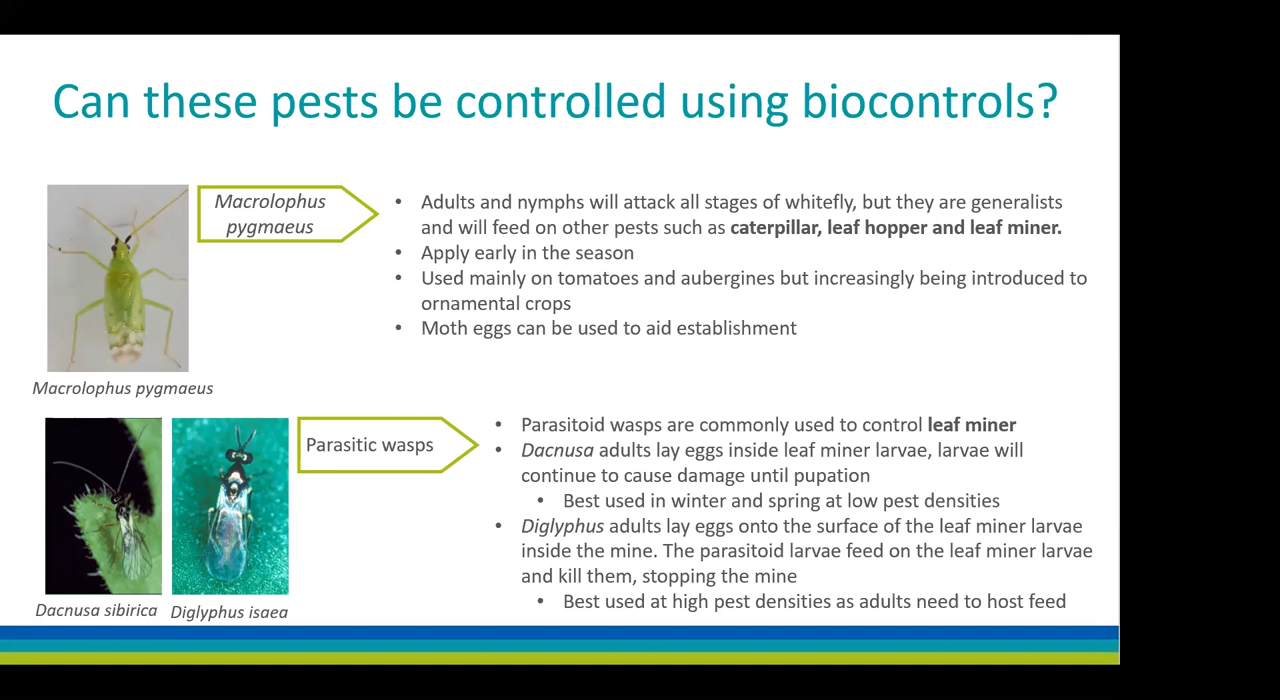 Can these pests be controlled using biocontrols?
Macrolophus
pygmaeus
• Adults and nymphs will attack all stages of whitefly, but they are generalists
and will feed on other pests such as caterpillar, leaf hopper and leaf miner.
• Apply early in the season
• Used mainly on tomatoes and aubergines but increasingly being introduced to
ornamental crops
• Moth eggs can be used to aid establishment
Macrolophus pygmaeus
Parasitic wasps
• Parasitoid wasps are commonly used to control leaf miner
• Dacnusa adults lay eggs inside leaf miner larvae, larvae will
continue to cause damage until pupation
• Best used in winter and spring at low pest densities
• Diglyphus adults lay eggs onto the surface of the leaf miner larvae
inside the mine. The parasitoid larvae feed on the leaf miner larvae
and kill them, stopping the mine
• Best used at high pest densities as adults need to host feed
Dacnusa sibirica
Diglyphus isaea